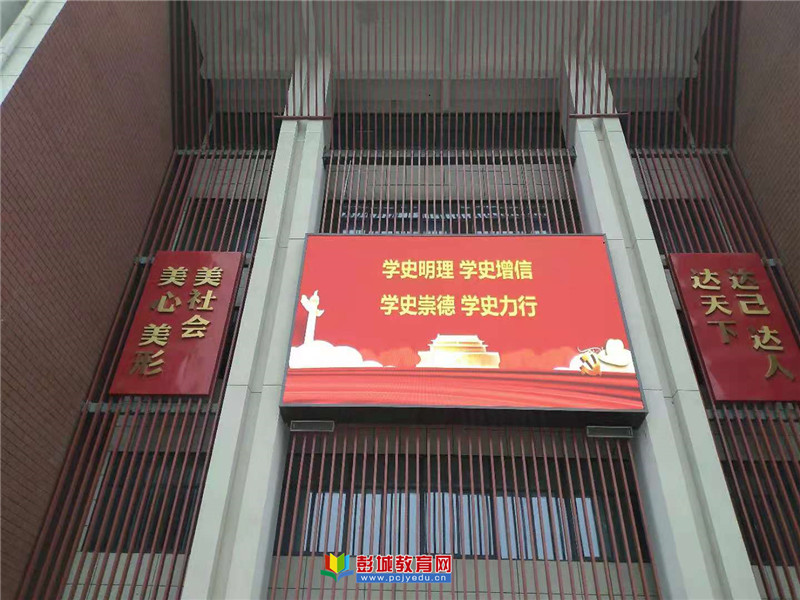 美心 美形
美社会
学史明理 学史增信
学史崇德 学史力行
达己 达人
达天下
彭城教育网
www.pcjyedu.cn